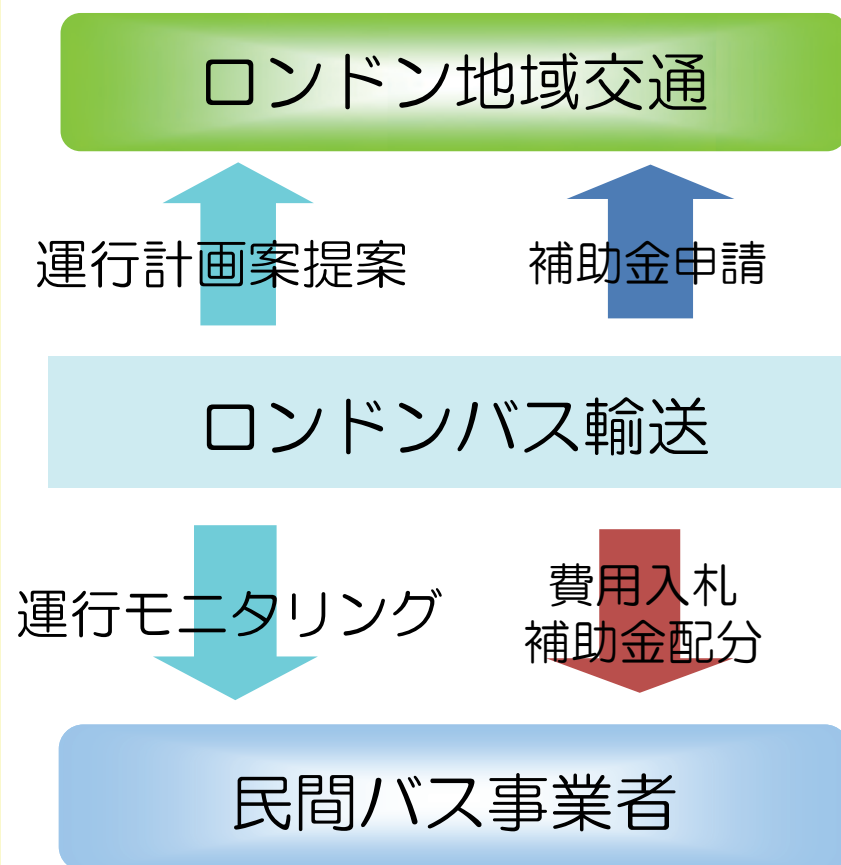 ロンドン地域交通
運行計画案提案
補助金申請
ロンドンバス輸送
運行モニタリング
費用入札
補助金配分
民間バス事業者